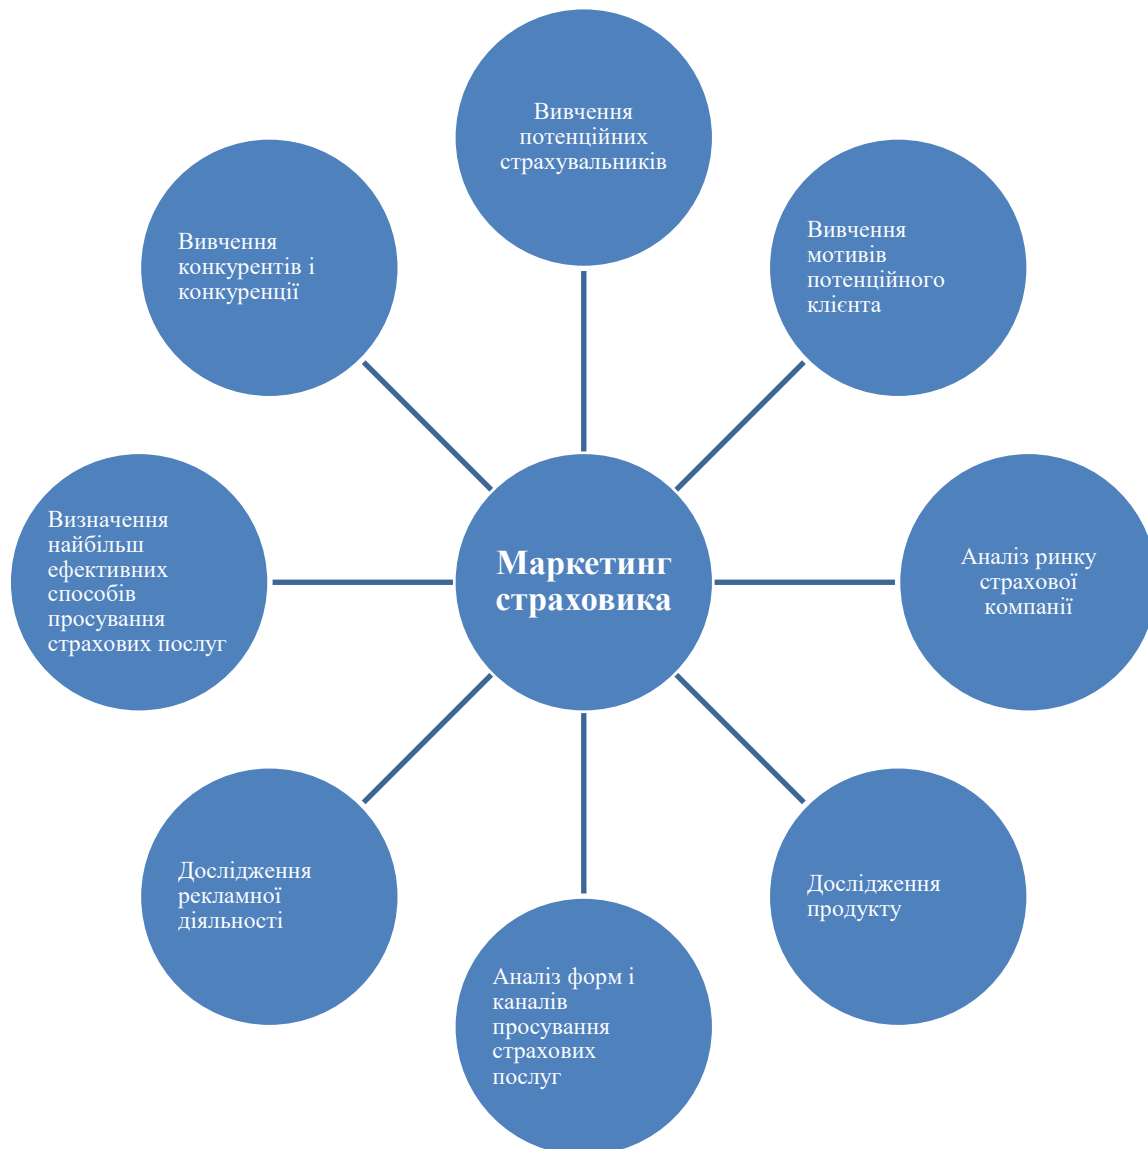 Вивчення
потенційних
страхувальників
Вивчення
мотивів
потенційного
клієнта
Аналіз ринку
страхової
компанії
Дослідження
продукту
Аналіз форм і
каналів
просування
страхових
послуг
Дослідження
рекламної
діяльності
Визначення
найбільш
ефективних
способів
просування
страхових послуг
Вивчення
конкурентів і
конкуренції
Маркетинг
страховика